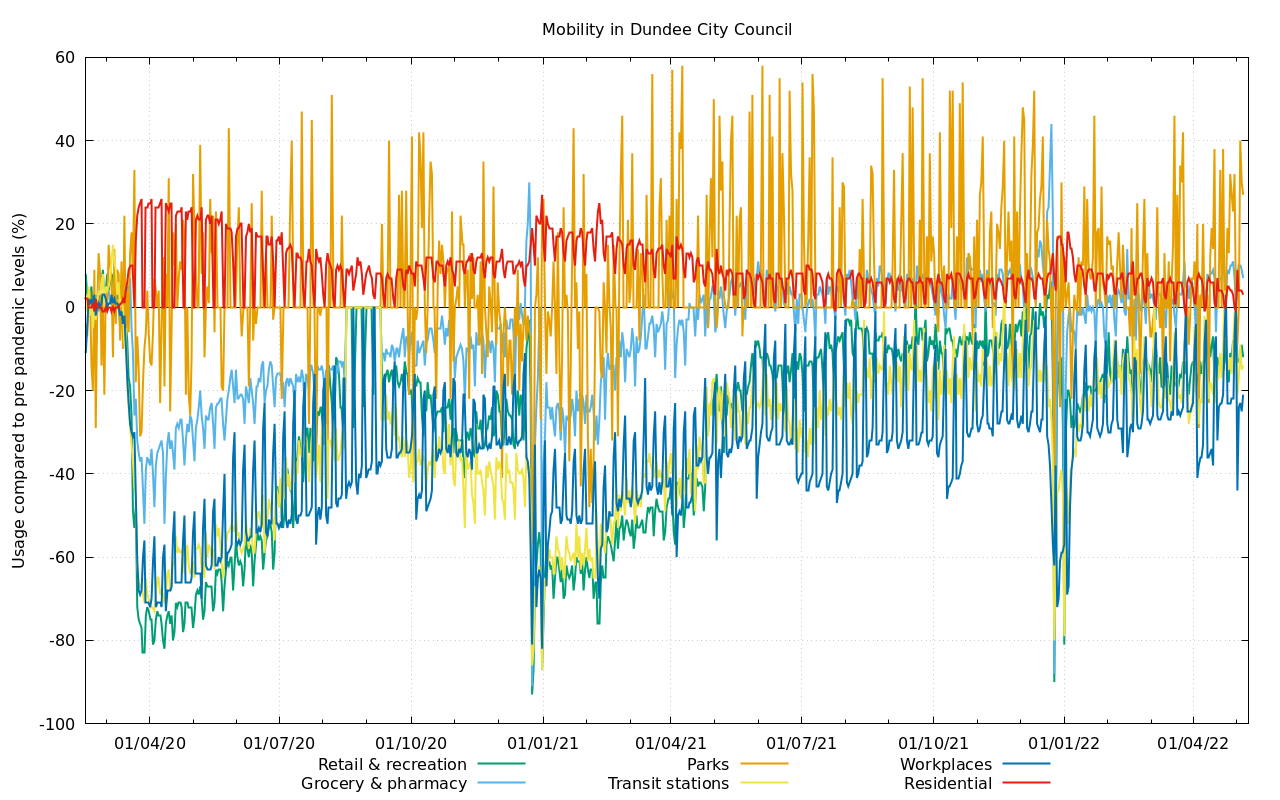 Mobility in Dundee City Council
Usage compared to pre pandemic levels (%)
60
40
20
0
-20
-40
-60
-80
-100
01/04/20 01/07/20 01/10/20 01/01/21 01/04/21 01/07/21 01/10/21 01/01/22 01/04/22
Retail & recreation Parks Workplaces
Grocery & pharmacy Transit stations Residential